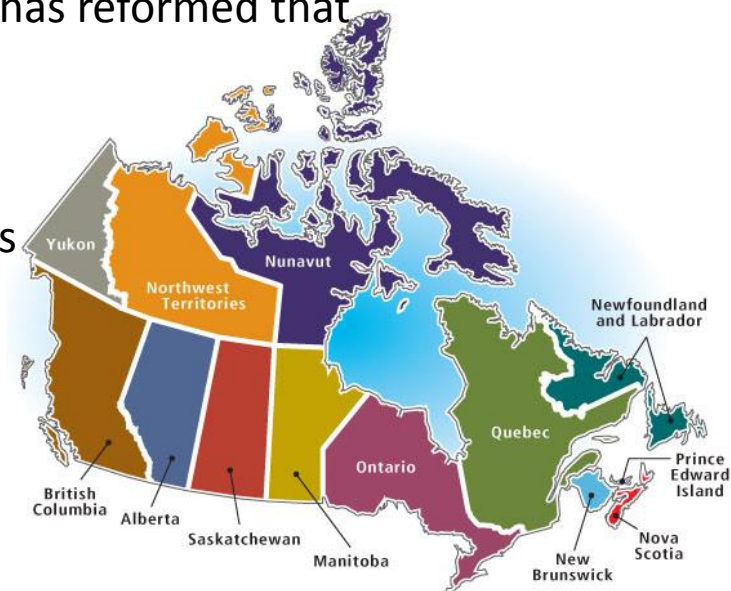 has reformed that
s
Yukon
Northwest
Territories
Nunavut
Newfoundland
and Labrador
Quebec
Ontario
Prince
Edward
Island
British
Columbia
Alberta
Saskatchewan
Manitoba
New
Brunswick
Nova
Scotia